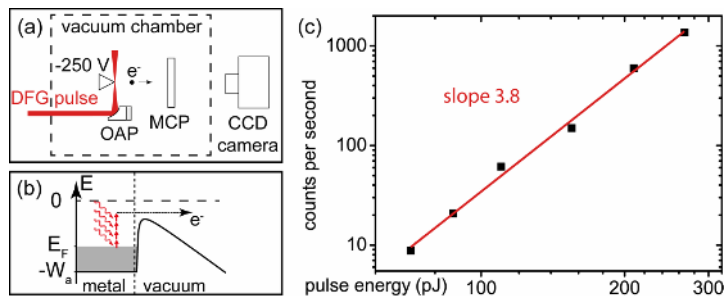 (a)
vacuum chamber
-250 V
e-
DFG pulse
OAP
MCP
CCD
camera
(b)
E
0
e-
E_F
-W_a
metal
vacuum
(c)
1000
100
10
counts per second
slope 3.8
100
200
300
pulse energy (pJ)